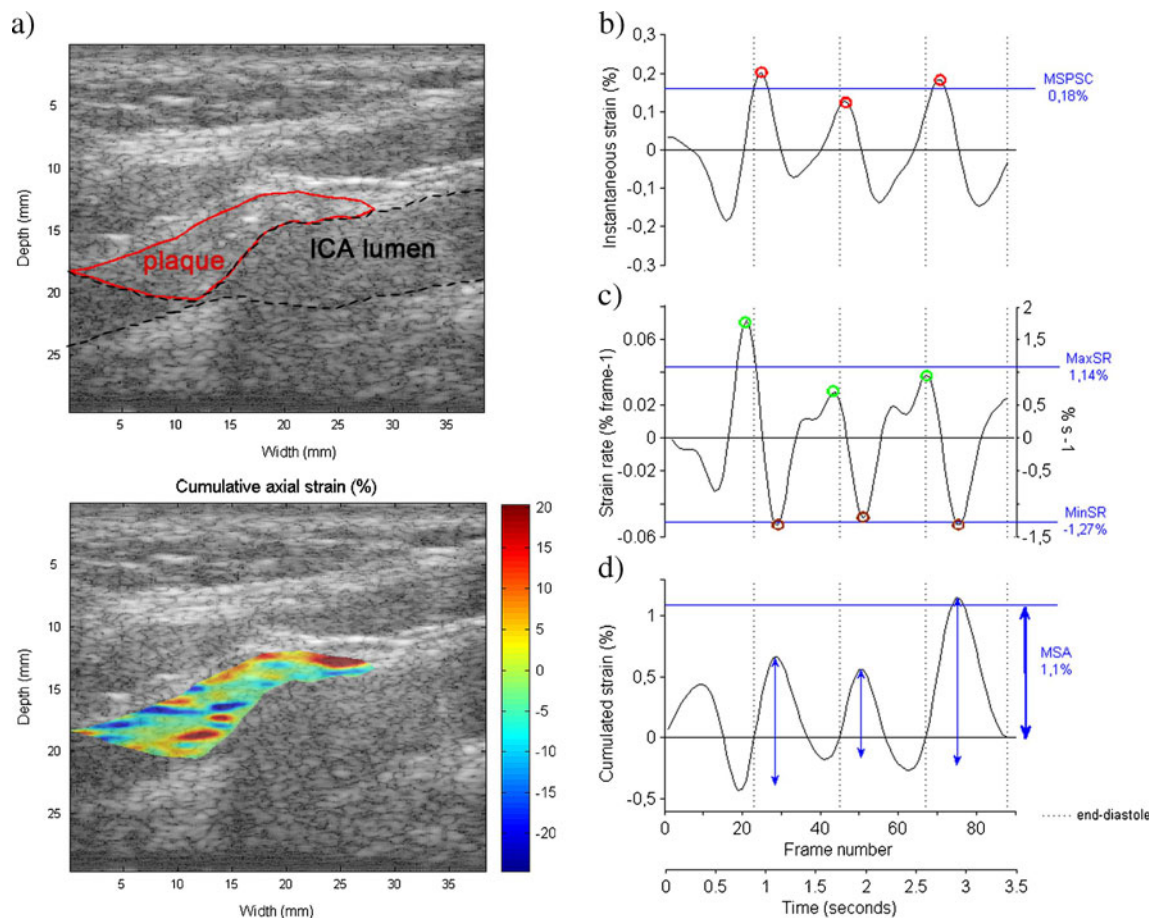 a)
5
10
15
20
25
Depth (mm)
plaque
ICA lumen
5 10 15 20 25 30 35
Width (mm)
Cumulative axial strain (%)
5
10
15
20
25
Depth (mm)
5 10 15 20 25 30 35
Width (mm)
20
15
10
5
0
-5
-10
-15
-20
b)
0,3
0,2
0,1
0
-0,1
-0,2
-0,3
Instantaneous strain (%)
MSPSC
0,18%
c)
0.06
0.02
0
-0.02
-0.06
Strain rate (% frame-1)
2
1,5
1
0,5
0
-0,5
-1
-1,5
% s -1
MaxSR
1,14%
MinSR
-1,27%
d)
1
0,5
0
-0,5
Cumulated strain (%)
MSA
1,1%
end-diastole
0 20 40 60 80
Frame number
0 0.5 1 1.5 2 2.5 3 3.5
Time (seconds)